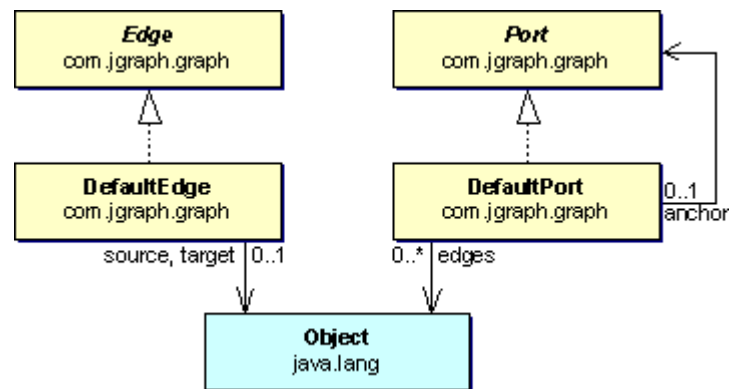 Edge
com.jgraph.graph
Port
com.jgraph.graph
DefaultEdge
com.jgraph.graph
DefaultPort
com.jgraph.graph
0..1
anchor
source, target 0..1
0..* edges
Object
java.lang